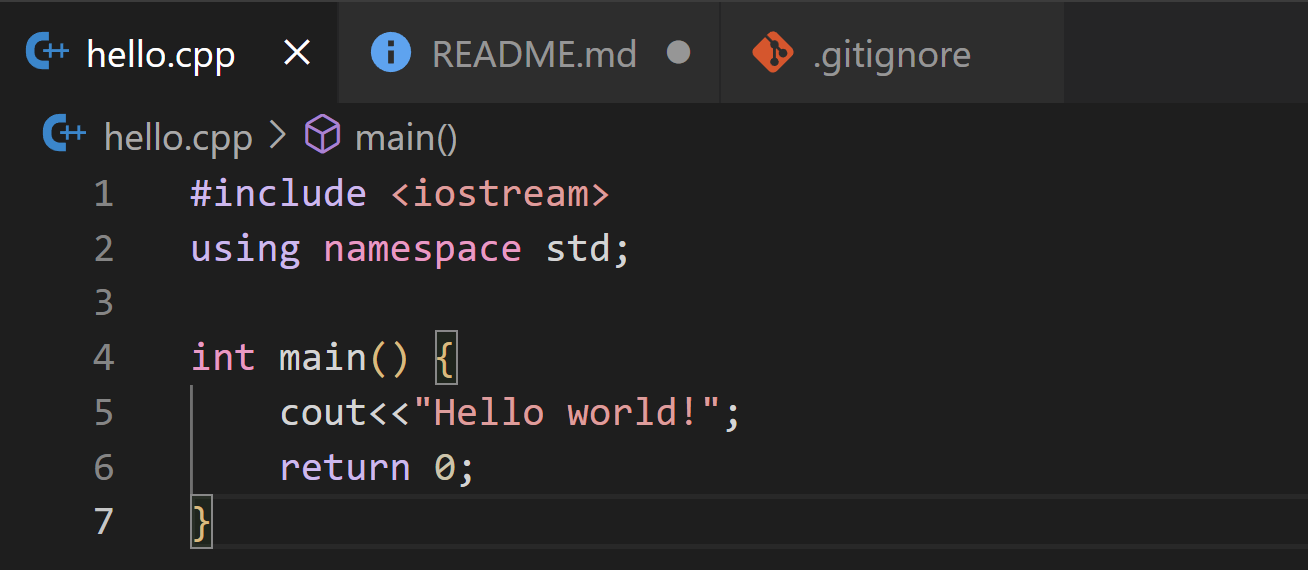 hello.cpp README.md .gitignore
hello.cpp > main()
1 #include <iostream>
2 using namespace std;
3
4 int main() {
5     cout<<"Hello world!";
6     return 0;
7 }